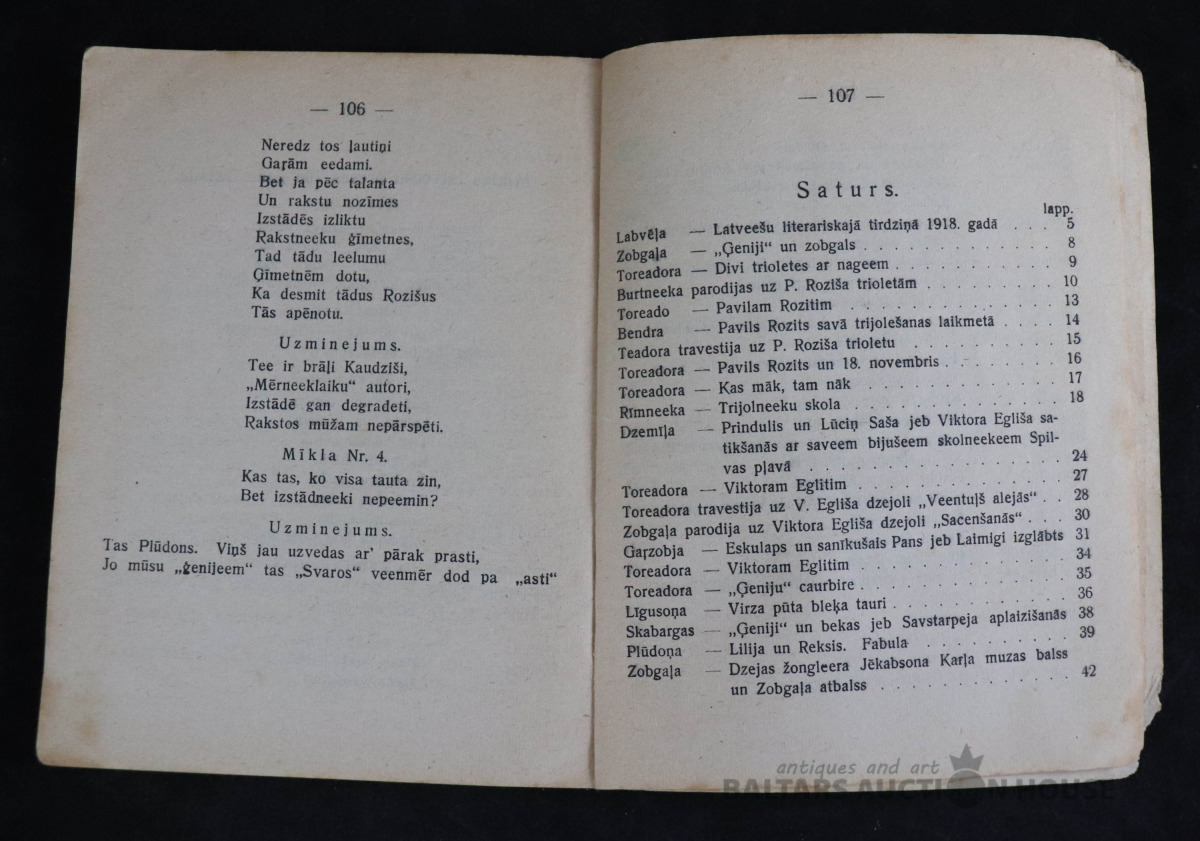 — 106 —
Neredz tos ļautiņi
Gaŗām eedami.
Bet ja pēc talanta
Un rakstu nozīmes
Izstādēs izliktu
Rakstneeku ģīmetnes,
Tad tādu leelumu
Ģīmetnēm dotu,
Ka desmit tādus Rozišus
Tās apēnotu.
Uzminejums.
Tee ir brāļi Kaudziši,
„Mērneeklaiku“ autori,
Izstādē gan degradeti,
Rakstos mūžam nepārspēti.
Mīkla Nr. 4.
Kas tas, ko visa tauta zin,
Bet izstādneeki nepeemin?
Uzminejums.
Tas Plūdons. Viņš jau uzvedas ar’ pārak prasti,
Jo mūsu „ģenijeem“ tas „Svaros“ veenmēr dod pa „asti“
— 107 —
Saturs.
lapp.
Labvēļa — Latveešu literariskajā tirdziņā 1918. gadā . . . 5
Zobgaļa — „Ģeniji“ un zobgals . . . . . . . . . . . 8
Toreadora — Divi trioletes ar nageem . . . . . . . . . 9
Burtneeka parodijas uz P. Roziša trioletām . . . . . . . . 10
Toreado — Pavilam Rozitim . . . . . . . . . . . . 13
Bendra — Pavils Rozits savā trijolešanas laikmetā . . . . 14
Teadora travestija uz P. Roziša trioletu . . . . . . . . . 15
Toreadora — Pavils Rozits un 18. novembris . . . . . . . 16
Toreadora — Kas māk, tam nāk . . . . . . . . . . . 17
Rīmneeka — Trijolneeku skola . . . . . . . . . . . . 18
Dzemīļa — Prindulis un Lūciņ Saša jeb Viktora Egliša sa-
tikšanās ar saveem bijušeem skolneekeem Spil-
vas pļavā . . . . . . . . . . . . . . 24
Toreadora — Viktoram Eglitim . . . . . . . . . . . . 27
Toreadora travestija uz V. Egliša dzejoli „Veentuļš alejās“ . . 28
Zobgaļa parodija uz Viktora Egliša dzejoli „Sacenšanās“ . . . 30
Gaŗzobja — Eskulaps un sanīkušais Pans jeb Laimigi izglābts 31
Toreadora — Viktoram Eglitim . . . . . . . . . . . . 34
Toreadora — „Ģeniju“ caurbire . . . . . . . . . . . . 35
Līgusoņa — Virza pūta bleķa tauri . . . . . . . . . . 36
Skabargas — „Ģeniji“ un bekas jeb Savstarpeja aplaizišanās 38
Plūdoņa — Lilija un Reksis. Fabula . . . . . . . . . 39
Zobgaļa — Dzejas žongleera Jēkabsona Karļa muzas balss
un Zobgaļa atbalss . . . . . . . . . . . . 42
antiques and art
BALTARS AUCTION HOUSE